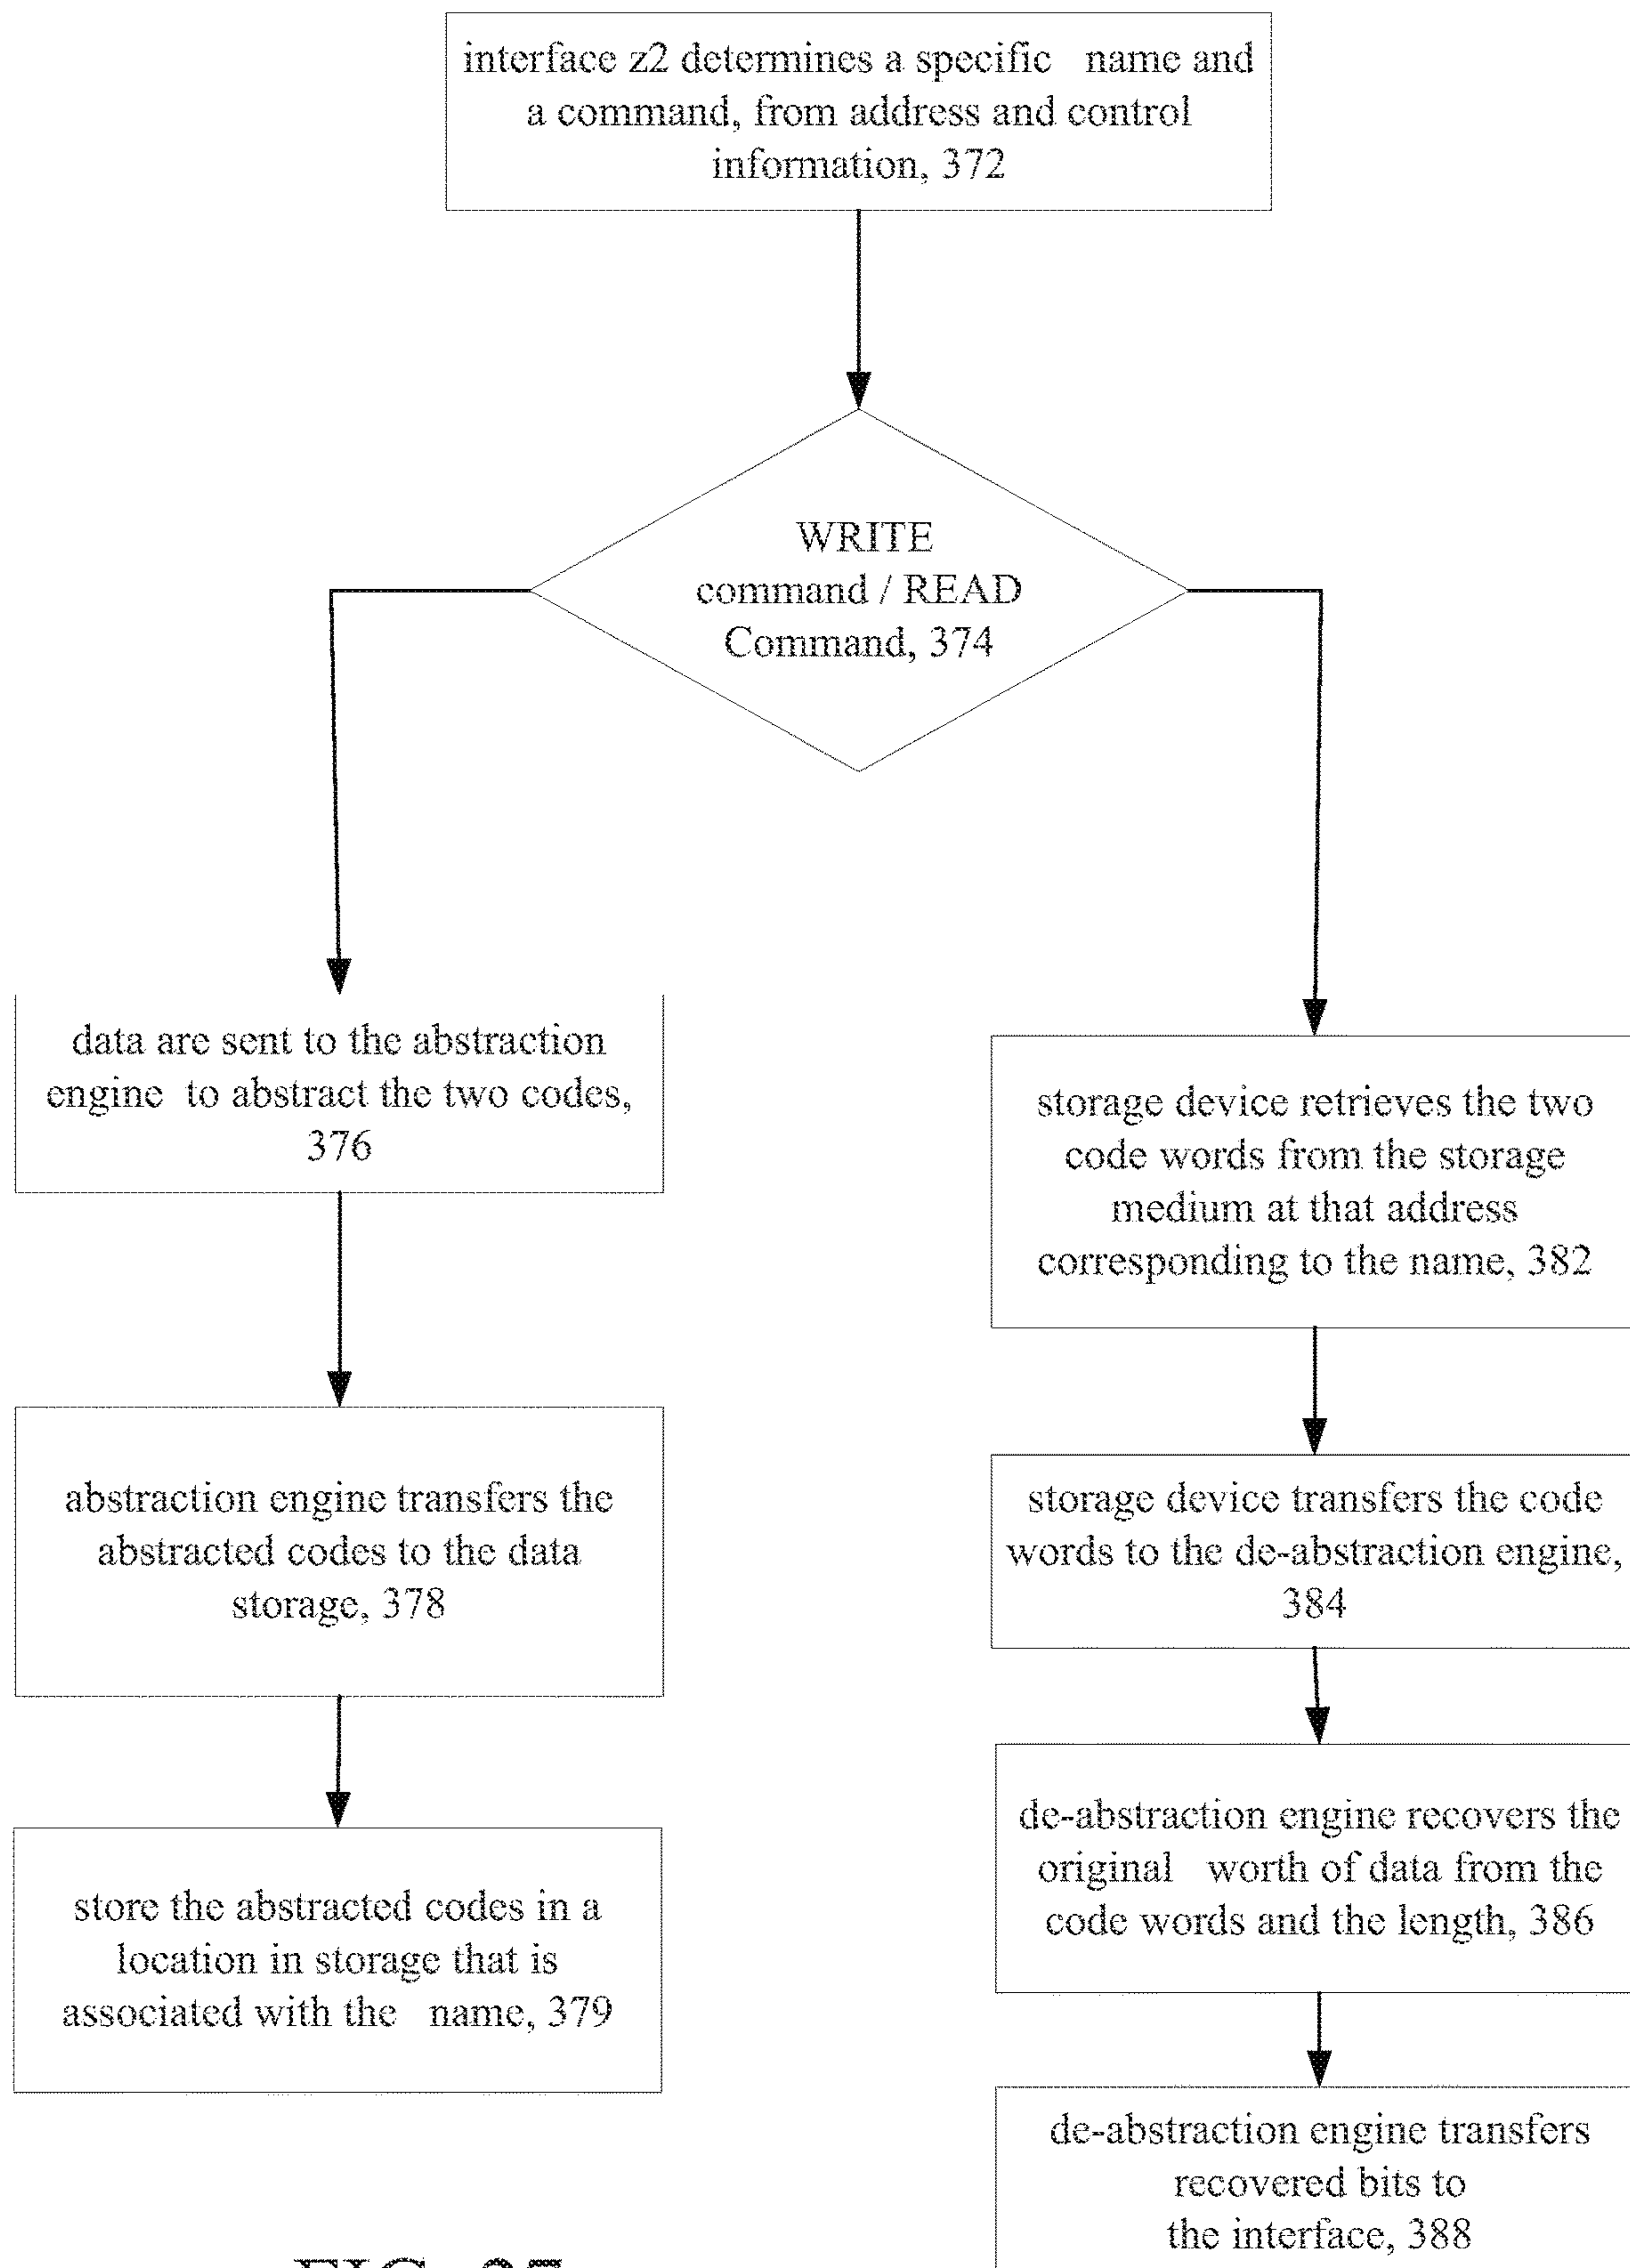 interface z2 determines a specific name and
a command, from address and control
information, 372
WRITE
command / READ
Command, 374
data are sent to the abstraction
engine to abstract the two codes,
376
abstraction engine transfers the
abstracted codes to the data
storage, 378
store the abstracted codes in a
location in storage that is
associated with the name, 379
storage device retrieves the two
code words from the storage
medium at that address
corresponding to the name, 382
storage device transfers the code
words to the de-abstraction engine,
384
de-abstraction engine recovers the
original worth of data from the
code words and the length, 386
de-abstraction engine transfers
recovered bits to
the interface, 388